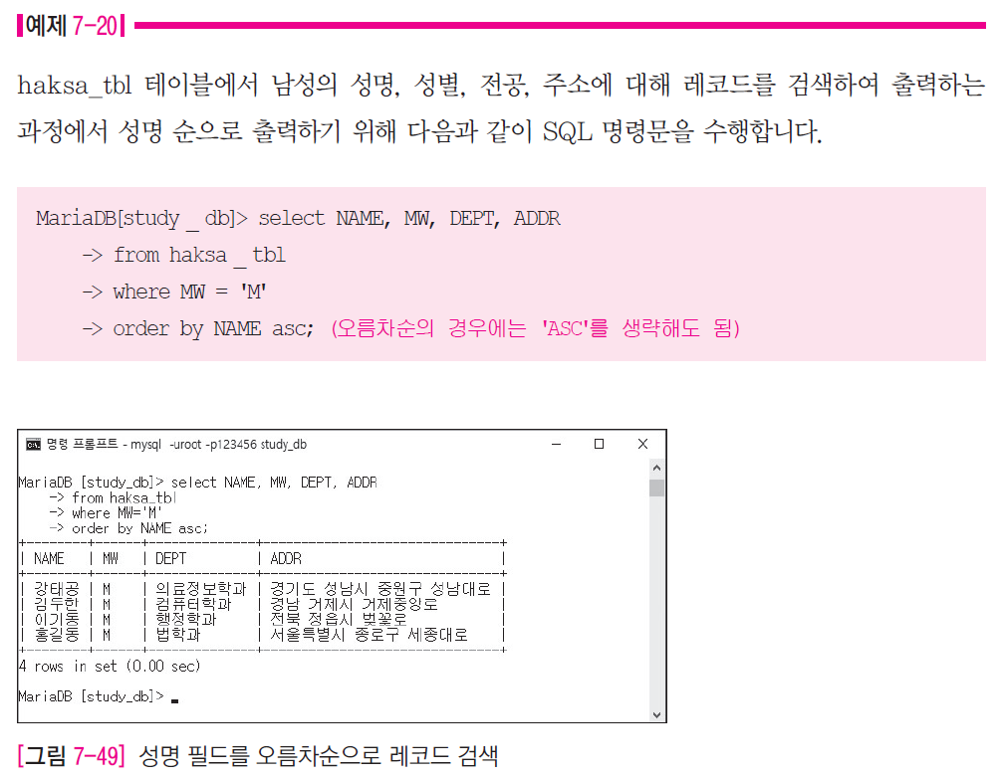 예제 7-20
haksa_tbl 테이블에서 남성의 성명, 성별, 전공, 주소에 대해 레코드를 검색하여 출력하는
과정에서 성명 순으로 출력하기 위해 다음과 같이 SQL 명령문을 수행합니다.
MariaDB[study _ db]> select NAME, MW, DEPT, ADDR
-> from haksa _ tbl
-> where MW = 'M'
-> order by NAME asc; (오름차순의 경우에는 'ASC'를 생략해도 됨)
명령 프롬프트 - mysql -uroot -p123456 study_db
MariaDB [study_db]> select NAME, MW, DEPT, ADDR
-> from haksa_tbl
-> where MW='M'
-> order by NAME asc;
+--------+------+--------------+------------------------------+
| NAME | MW | DEPT | ADDR |
+--------+------+--------------+------------------------------+
| 강태공 | M | 의료정보학과 | 경기도 성남시 중원구 성남대로 |
| 김두한 | M | 컴퓨터학과 | 경남 거제시 거제중앙로 |
| 이기동 | M | 행정학과 | 전북 정읍시 벚꽃로 |
| 홍길동 | M | 법학과 | 서울특별시 종로구 세종대로 |
+--------+------+--------------+------------------------------+
4 rows in set (0.00 sec)
MariaDB [study_db]>
[그림 7-49] 성명 필드를 오름차순으로 레코드 검색